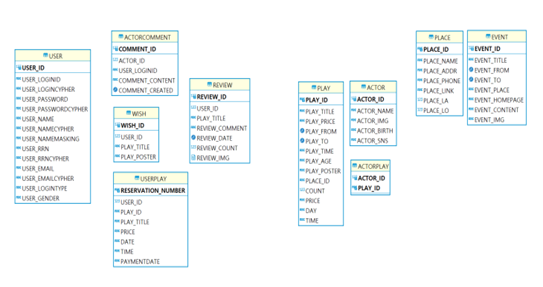 USER
USER_ID
USER_LOGINID
USER_LOGINCYPHER
USER_PASSWORD
USER_PASSWORDCYPHER
USER_NAME
USER_NAMECYPHER
USER_NAMEMASKING
USER_RRN
USER_RRNCYPHER
USER_EMAIL
USER_EMAILCYPHER
USER_LOGINTYPE
USER_GENDER
ACTORCOMMENT
COMMENT_ID
ACTOR_ID
USER_LOGINID
COMMENT_CONTENT
COMMENT_CREATED
WISH
WISH_ID
USER_ID
PLAY_TITLE
PLAY_POSTER
USERPLAY
RESERVATION_NUMBER
USER_ID
PLAY_ID
PLAY_TITLE
PRICE
DATE
TIME
PAYMENTDATE
REVIEW
REVIEW_ID
USER_ID
PLAY_TITLE
REVIEW_COMMENT
REVIEW_DATE
REVIEW_COUNT
REVIEW_IMG
PLAY
PLAY_ID
PLAY_TITLE
PLAY_PRICE
PLAY_FROM
PLAY_TO
PLAY_TIME
PLAY_AGE
PLAY_POSTER
PLACE_ID
COUNT
PRICE
DAY
TIME
ACTOR
ACTOR_ID
ACTOR_NAME
ACTOR_IMG
ACTOR_BIRTH
ACTOR_SNS
ACTORPLAY
ACTOR_ID
PLAY_ID
PLACE
PLACE_ID
PLACE_NAME
PLACE_ADDR
PLACE_PHONE
PLACE_LINK
PLACE_LA
PLACE_LO
EVENT
EVENT_ID
EVENT_TITLE
EVENT_FROM
EVENT_TO
EVENT_PLACE
EVENT_HOMEPAGE
EVENT_CONTENT
EVENT_IMG